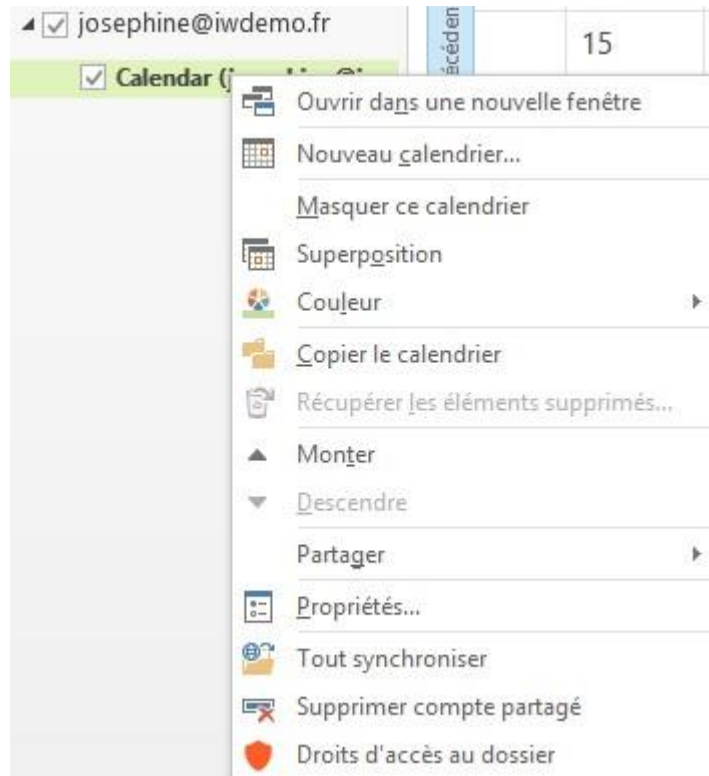 josephine@iwdemo.fr
15
Calendar
Ouvrir dans une nouvelle fenêtre
Nouveau calendrier...
Masquer ce calendrier
Superposition
Couleur
Copier le calendrier
Récupérer les éléments supprimés...
Monter
Descendre
Partager
Propriétés...
Tout synchroniser
Supprimer compte partagé
Droits d'accès au dossier